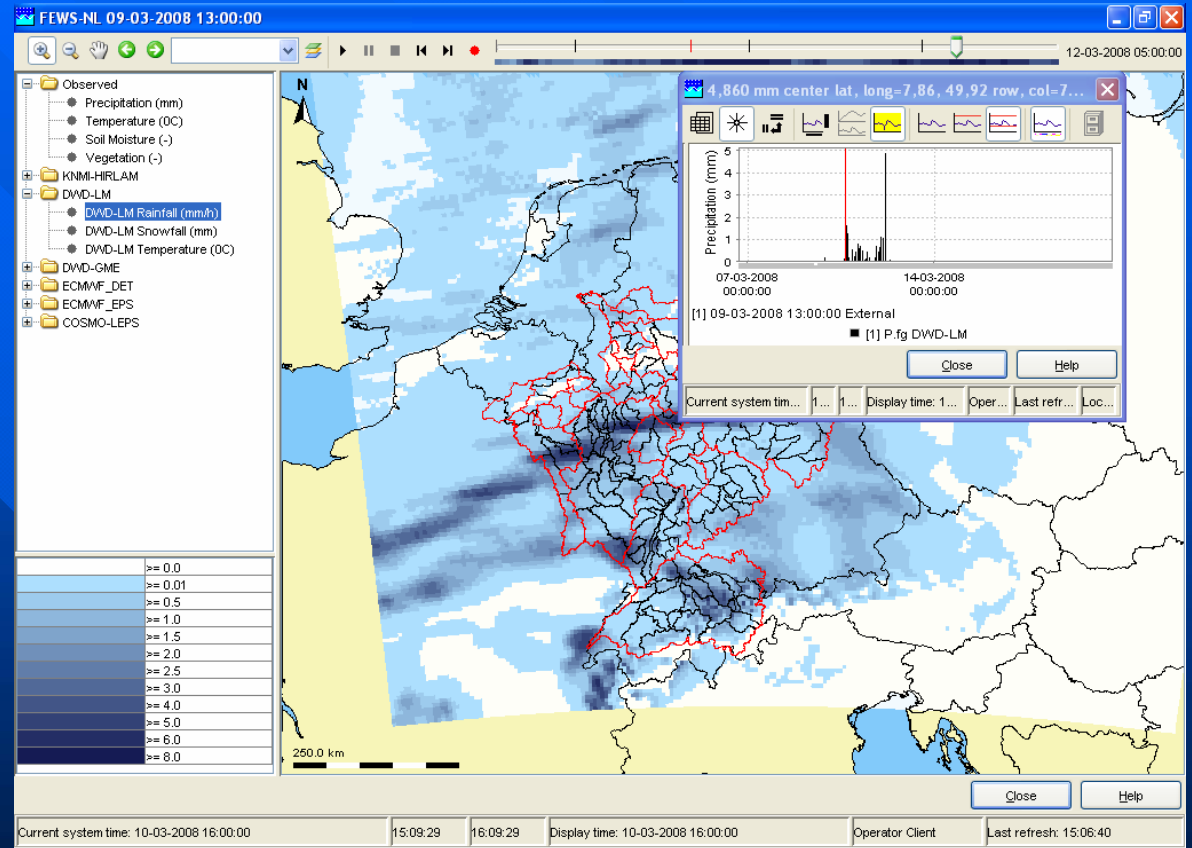 FEWS-NL 09-03-2008 13:00:00
12-03-2008 05:00:00
Observed
Precipitation (mm)
Temperature (0C)
Soil Moisture (-)
Vegetation (-)
KNMI-HIRLAM
DWD-LM
DWD-LM Rainfall (mm/h)
DWD-LM Snowfall (mm)
DWD-LM Temperature (0C)
DWD-GME
ECMWF_DET
ECMWF_EPS
COSMO-LEPS
>= 0.0
>= 0.01
>= 0.5
>= 1.0
>= 1.5
>= 2.0
>= 2.5
>= 3.0
>= 4.0
>= 5.0
>= 6.0
>= 8.0
N
250.0 km
4,860 mm center lat, long=7,86, 49,92 row, col=7...
Precipitation (mm)
5
4
3
2
1
0
07-03-2008 14-03-2008
00:00:00 00:00:00
[1] 09-03-2008 13:00:00 External
[1] P.fg DWD-LM
Close Help
Current system tim... 1... 1... Display time: 1... Oper... Last refr... Loc...
Close Help
Current system time: 10-03-2008 16:00:00 15:09:29 16:09:29 Display time: 10-03-2008 16:00:00 Operator Client Last refresh: 15:06:40